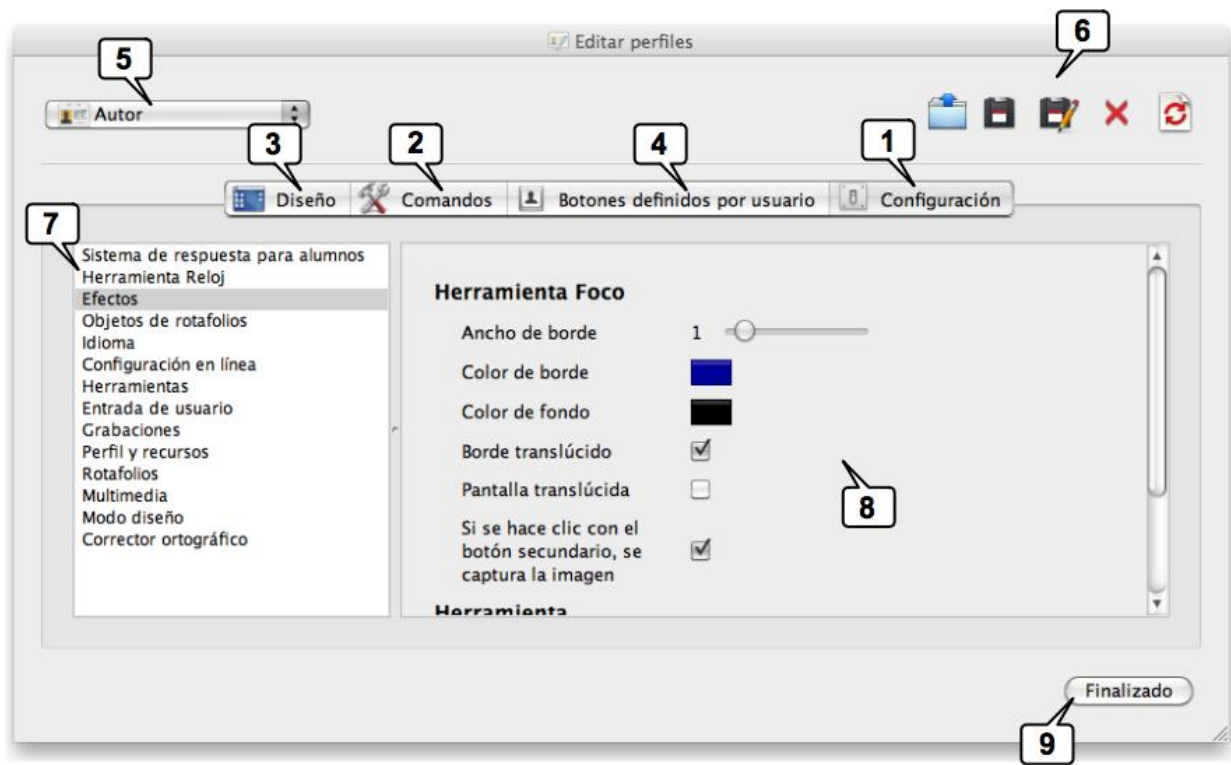 Editar perfiles
6
5
Autor
3
2
4
1
Diseño
Comandos
Botones definidos por usuario
Configuración
7
Sistema de respuesta para alumnos
Herramienta Reloj
Efectos
Objetos de rotafolios
Idioma
Configuración en línea
Herramientas
Entrada de usuario
Grabaciones
Perfil y recursos
Rotafolios
Multimedia
Modo diseño
Corrector ortográfico
Herramienta Foco
Ancho de borde 1
Color de borde
Color de fondo
Borde translúcido
Pantalla translúcida
8
Si se hace clic con el
botón secundario, se
captura la imagen
Herramienta
Finalizado
9